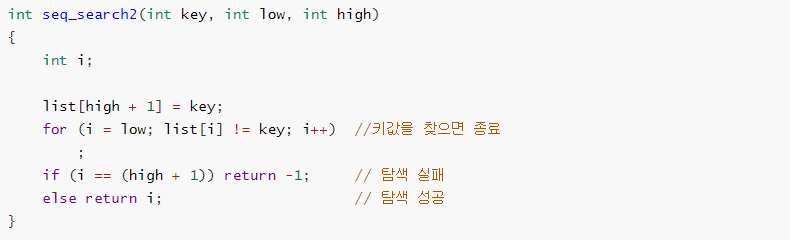 int seq_search2(int key, int low, int high)
{
    int i;

    list[high + 1] = key;
    for (i = low; list[i] != key; i++)  //키값을 찾으면 종료
        ;
    if (i == (high + 1)) return -1;     // 탐색 실패
    else return i;                      // 탐색 성공
}